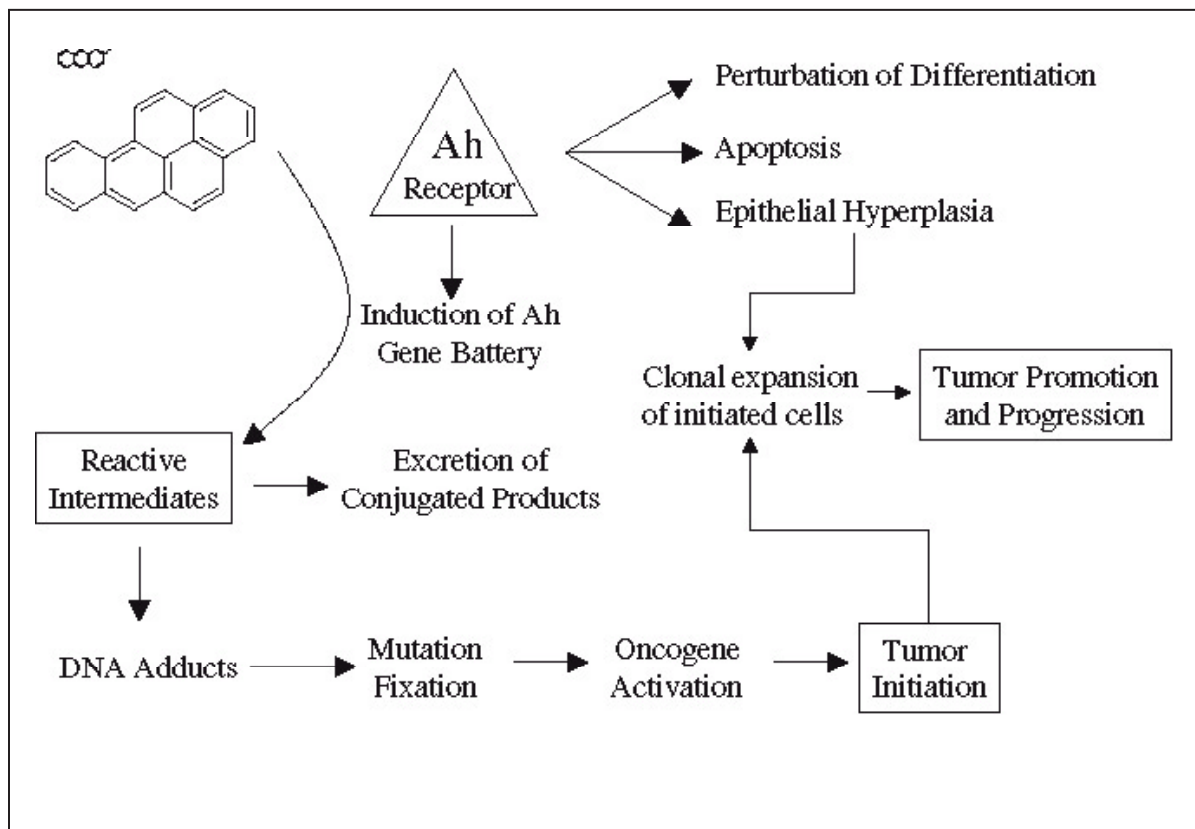 Perturbation of Differentiation
Ah
Receptor
Apoptosis
Epithelial Hyperplasia
Induction of Ah
Gene Battery
Clonal expansion
of initiated cells
Tumor Promotion
and Progression
Reactive
Intermediates
Excretion of
Conjugated Products
DNA Adducts
Mutation
Fixation
Oncogene
Activation
Tumor
Initiation